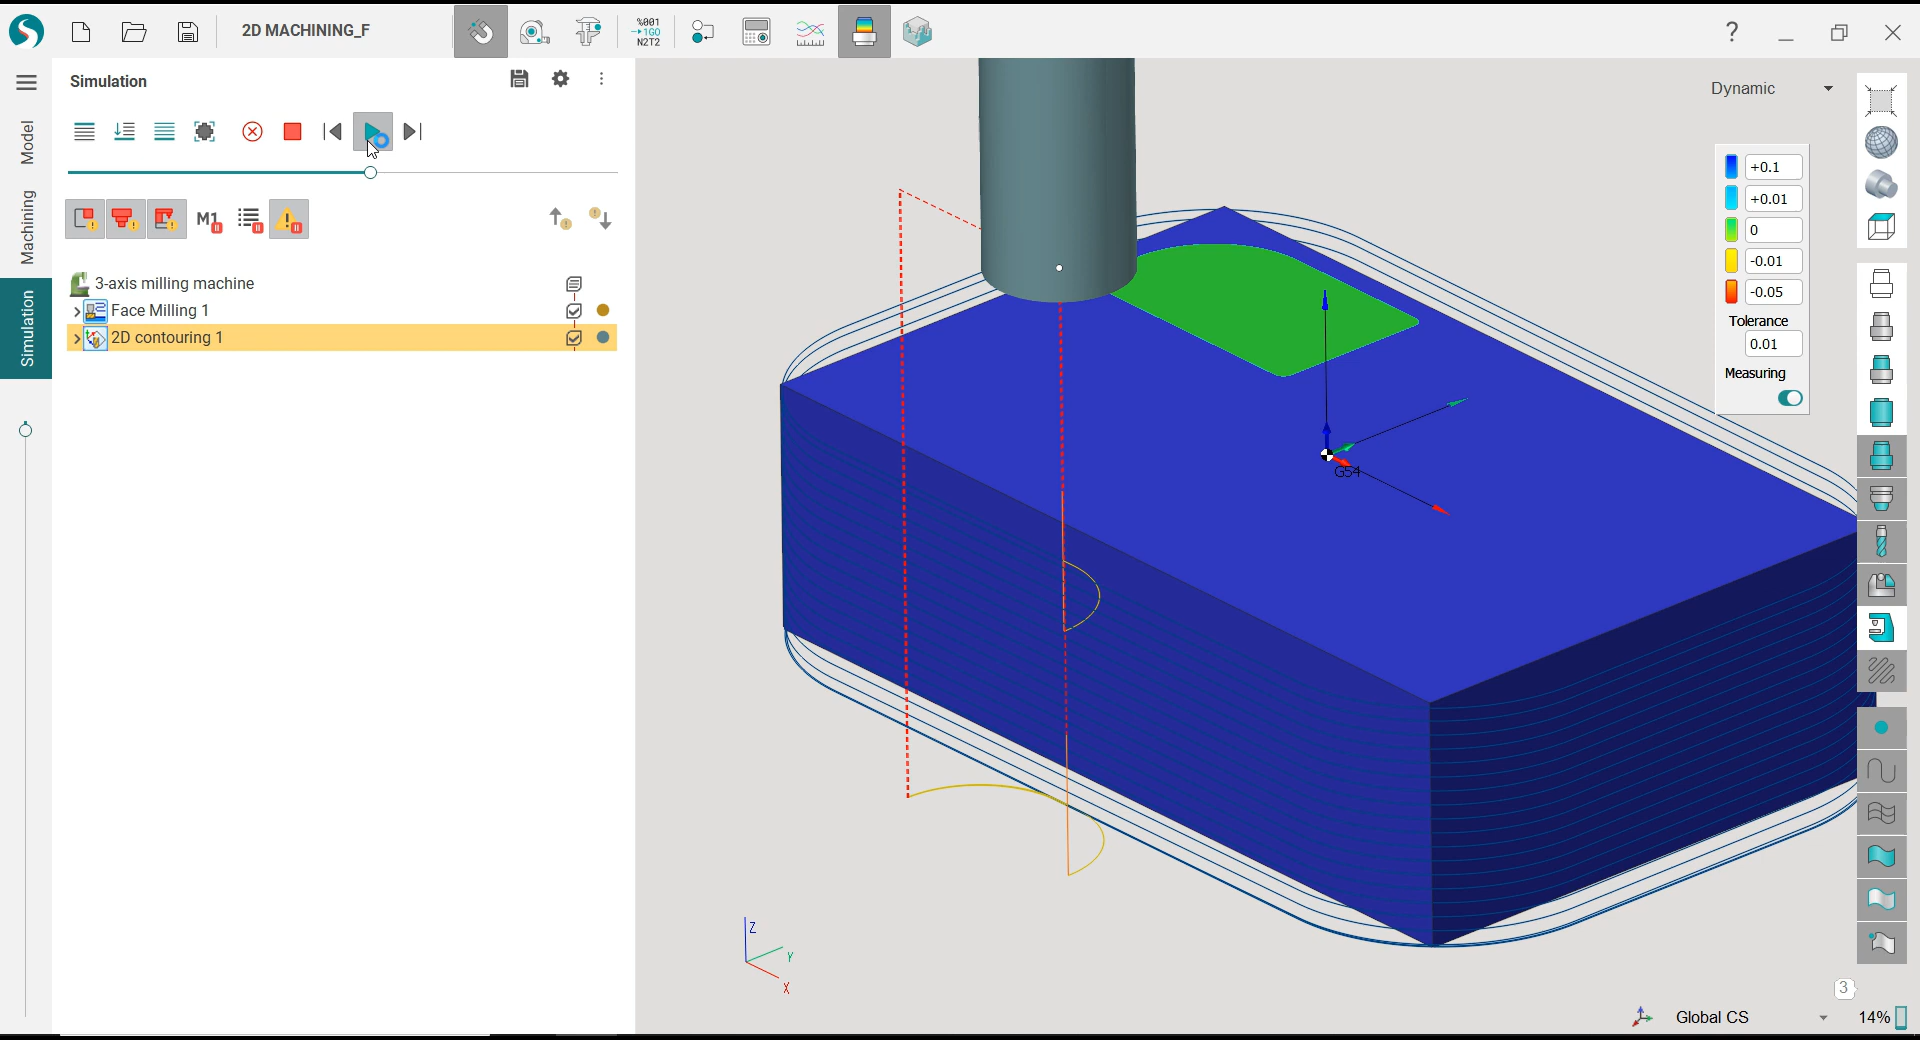 2D MACHINING_F
%001
1G0
N2T2
?
Simulation
Dynamic
Model
Machining
Simulation
M1
+0.1
+0.01
0
-0.01
-0.05
Tolerance
0.01
Measuring
3-axis milling machine
Face Milling 1
2D contouring 1
G54
Z
Y
X
3
Global CS
14%